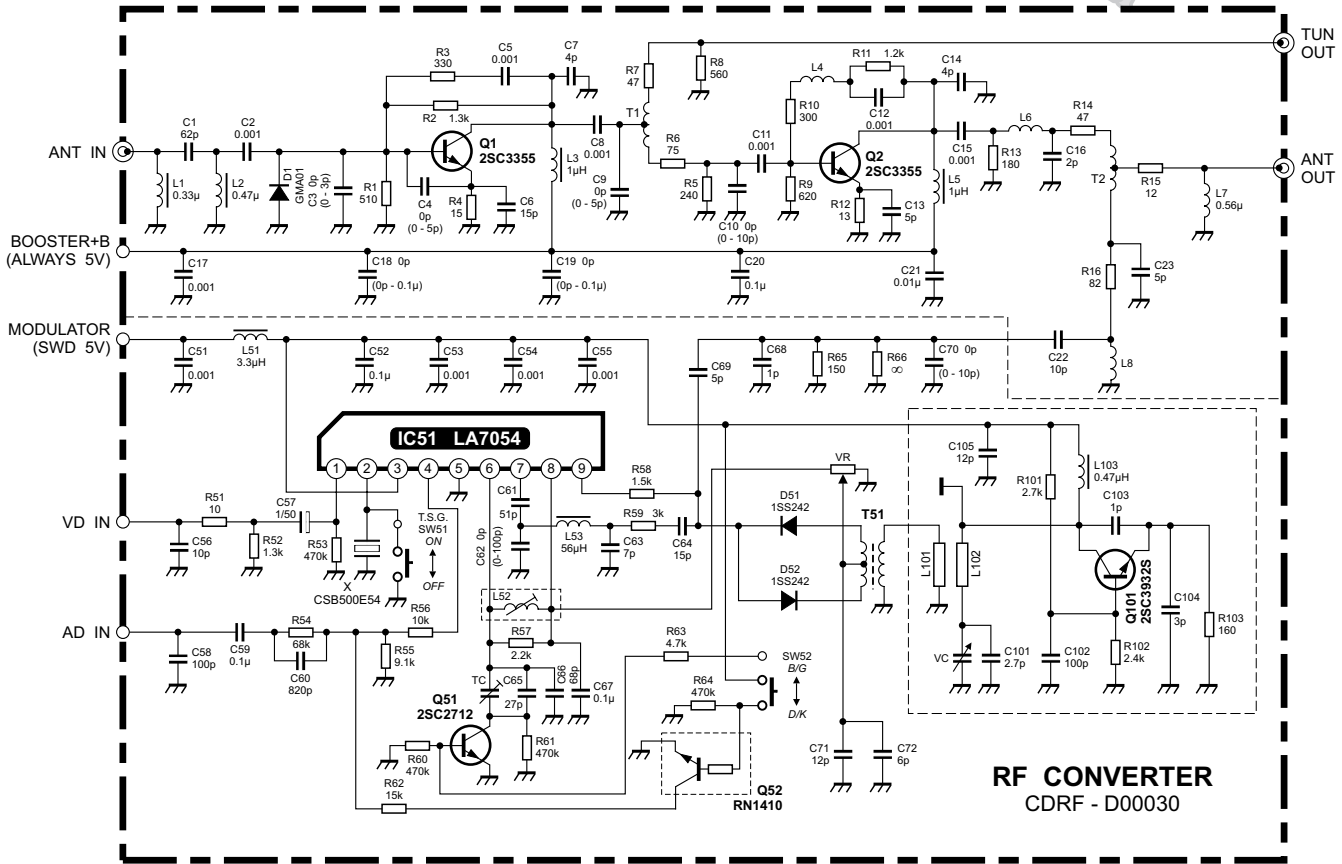 TUN
OUT
R3
330
C5
0.001
C7
4p
R7
47
R8
560
R11 1.2k
L4
C14
4p
R2 1.3k
T1
R10
300
C12
0.001
L6
R14
47
C1
62p
C2
0.001
Q1
2SC3355
C8
0.001
R6
75
C11
0.001
Q2
2SC3355
C15
0.001
R13
180
C16
2p
ANT IN
ANT
OUT
L1
0.33µ
L2
0.47µ
D1
GMA01
C3 0p
(0 - 3p)
R1
510
C4
0p
(0 - 5p)
R4
15
C6
15p
L3
1µH
C9
0p
(0 - 5p)
R5
240
C10 0p
(0 - 10p)
R9
620
R12
13
C13
5p
L5
1µH
T2
R15
12
L7
0.56µ
BOOSTER+B
(ALWAYS 5V)
C17
0.001
C18 0p
(0p - 0.1µ)
C19 0p
(0p - 0.1µ)
C20
0.1µ
C21
0.01µ
R16
82
C23
5p
MODULATOR
(SWD 5V)
C51
0.001
L51
3.3µH
C52
0.1µ
C53
0.001
C54
0.001
C55
0.001
C69
5p
C68
1p
R65
150
R66
∞
C70 0p
(0 - 10p)
C22
10p
L8
IC51 LA7054
1
2
3
4
5
6
7
8
9
R58
1.5k
VR
C105
12p
R101
2.7k
L103
0.47µH
C103
1p
VD IN
R51
10
C57
1/50
T.S.G.
SW51
ON
OFF
C61
51p
R59 3k
D51
1SS242
T51
C56
10p
R52
1.3k
R53
470k
X
CSB500E54
C62 0p
(0-100p)
L53
56µH
C63
7p
C64
15p
D52
1SS242
L101
L102
Q101
2SC3932S
C104
3p
R103
160
AD IN
C58
100p
C59
0.1µ
R54
68k
C60
820p
R55
9.1k
R56
10k
L52
R57
2.2k
R63
4.7k
SW52
B/G
D/K
VC
C101
2.7p
C102
100p
R102
2.4k
Q51
2SC2712
TC
C65
27p
C66
68p
C67
0.1µ
R64
470k
R60
470k
R61
470k
R62
15k
Q52
RN1410
C71
12p
C72
6p
RF CONVERTER
CDRF - D00030